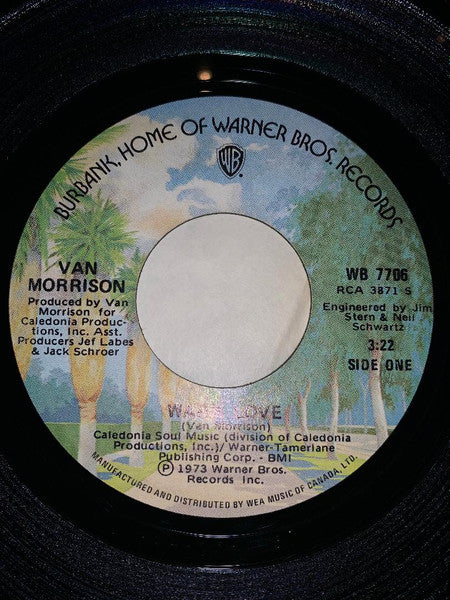 BURBANK, HOME OF WARNER BROS. RECORDS
WB
VAN
MORRISON
Produced by Van
Morrison for
Caledonia Produc-
tions, Inc. Asst.
Producers Jef Labes
& Jack Schroer
WB 7706
RCA 3871 S
Engineered by Jim
Stern & Neil
Schwartz
3:22
SIDE ONE
WARM LOVE
(Van Morrison)
Caledonia Soul Music (division of Caledonia
Productions, Inc.)/ Warner-Tamerlane
Publishing Corp. - BMI
Ⓟ 1973 Warner Bros.
Records Inc.
MANUFACTURED AND DISTRIBUTED BY WEA MUSIC OF CANADA, LTD.